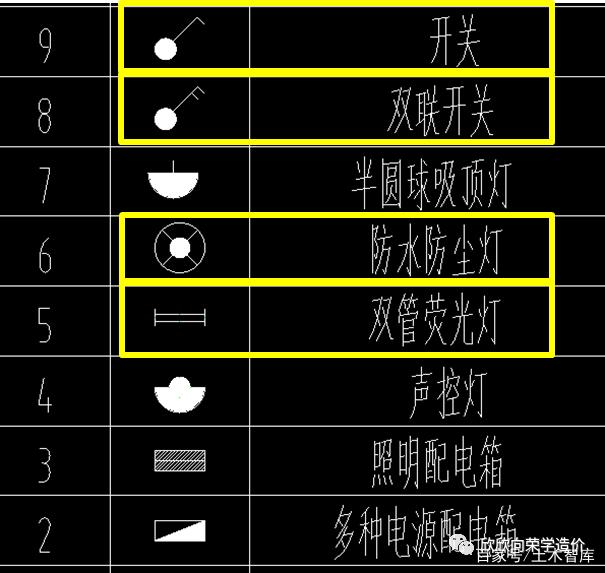 9 开关
8 双联开关
7 半圆球吸顶灯
6 防水防尘灯
5 双管荧光灯
4 声控灯
3 照明配电箱
2 多种电源配电箱
欣欣向荣学造价
百家号/土木智库